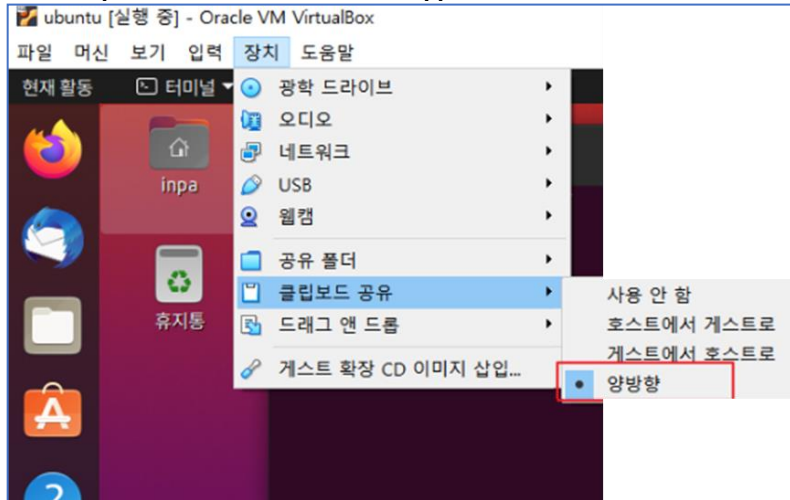 ubuntu [실행 중] - Oracle VM VirtualBox
파일 머신 보기 입력 장치 도움말
현재 활동 터미널
광학 드라이브
오디오
네트워크
inpa
USB
웹캠
공유 폴더
클립보드 공유
사용 안 함
휴지통
드래그 앤 드롭
호스트에서 게스트로
게스트에서 호스트로
게스트 확장 CD 이미지 삽입...
양방향